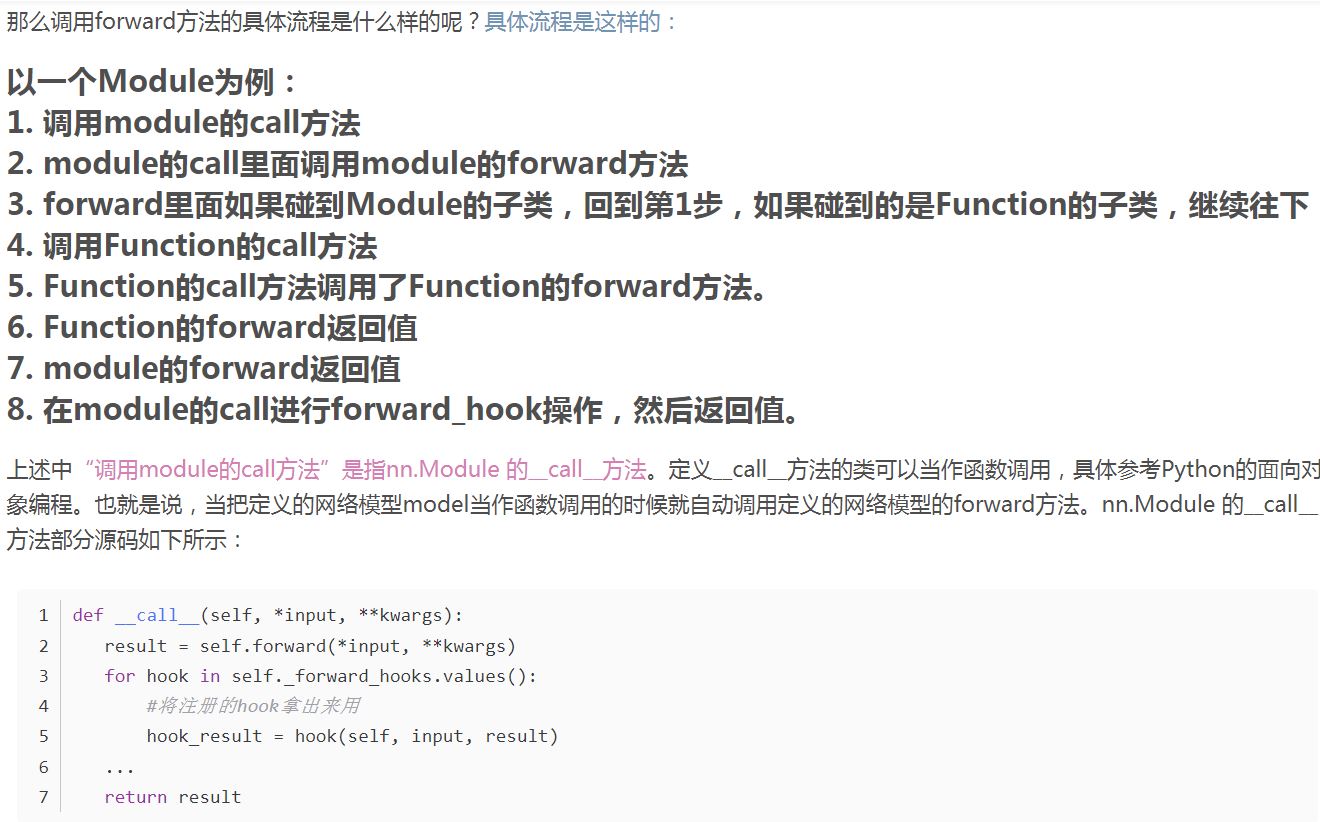 那么调用forward方法的具体流程是什么样的呢？具体流程是这样的：
以一个Module为例：
1. 调用module的call方法
2. module的call里面调用module的forward方法
3. forward里面如果碰到Module的子类，回到第1步，如果碰到的是Function的子类，继续往下
4. 调用Function的call方法
5. Function的call方法调用了Function的forward方法。
6. Function的forward返回值
7. module的forward返回值
8. 在module的call进行forward_hook操作，然后返回值。
上述中“调用module的call方法”是指nn.Module 的__call__方法。定义__call__方法的类可以当作函数调用，具体参考Python的面向对
象编程。也就是说，当把定义的网络模型model当作函数调用的时候就自动调用定义的网络模型的forward方法。nn.Module 的__call__
方法部分源码如下所示：
1 def __call__(self, *input, **kwargs):
2    result = self.forward(*input, **kwargs)
3    for hook in self._forward_hooks.values():
4        #将注册的hook拿出来用
5        hook_result = hook(self, input, result)
6    ...
7    return result